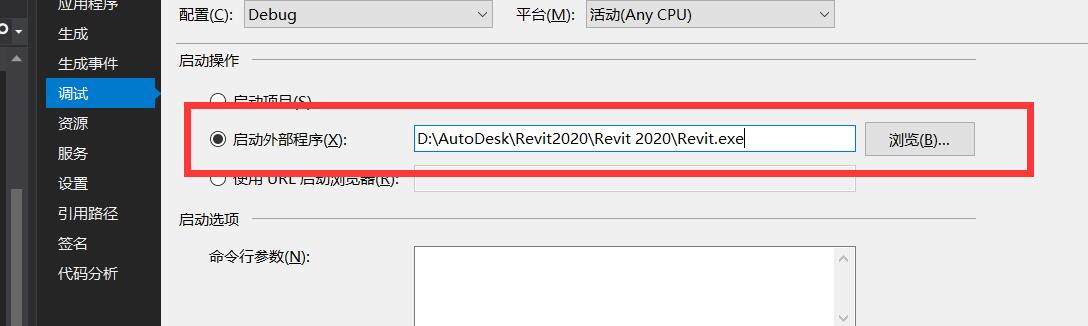 应用程序
配置(C): Debug 平台(M): 活动(Any CPU)
生成
生成事件
启动操作
调试
启动项目(S)
资源
启动外部程序(X): D:\AutoDesk\Revit2020\Revit 2020\Revit.exe 浏览(B)...
服务
设置
使用 URL 启动浏览器(R):
引用路径
启动选项
签名
命令行参数(N):
代码分析